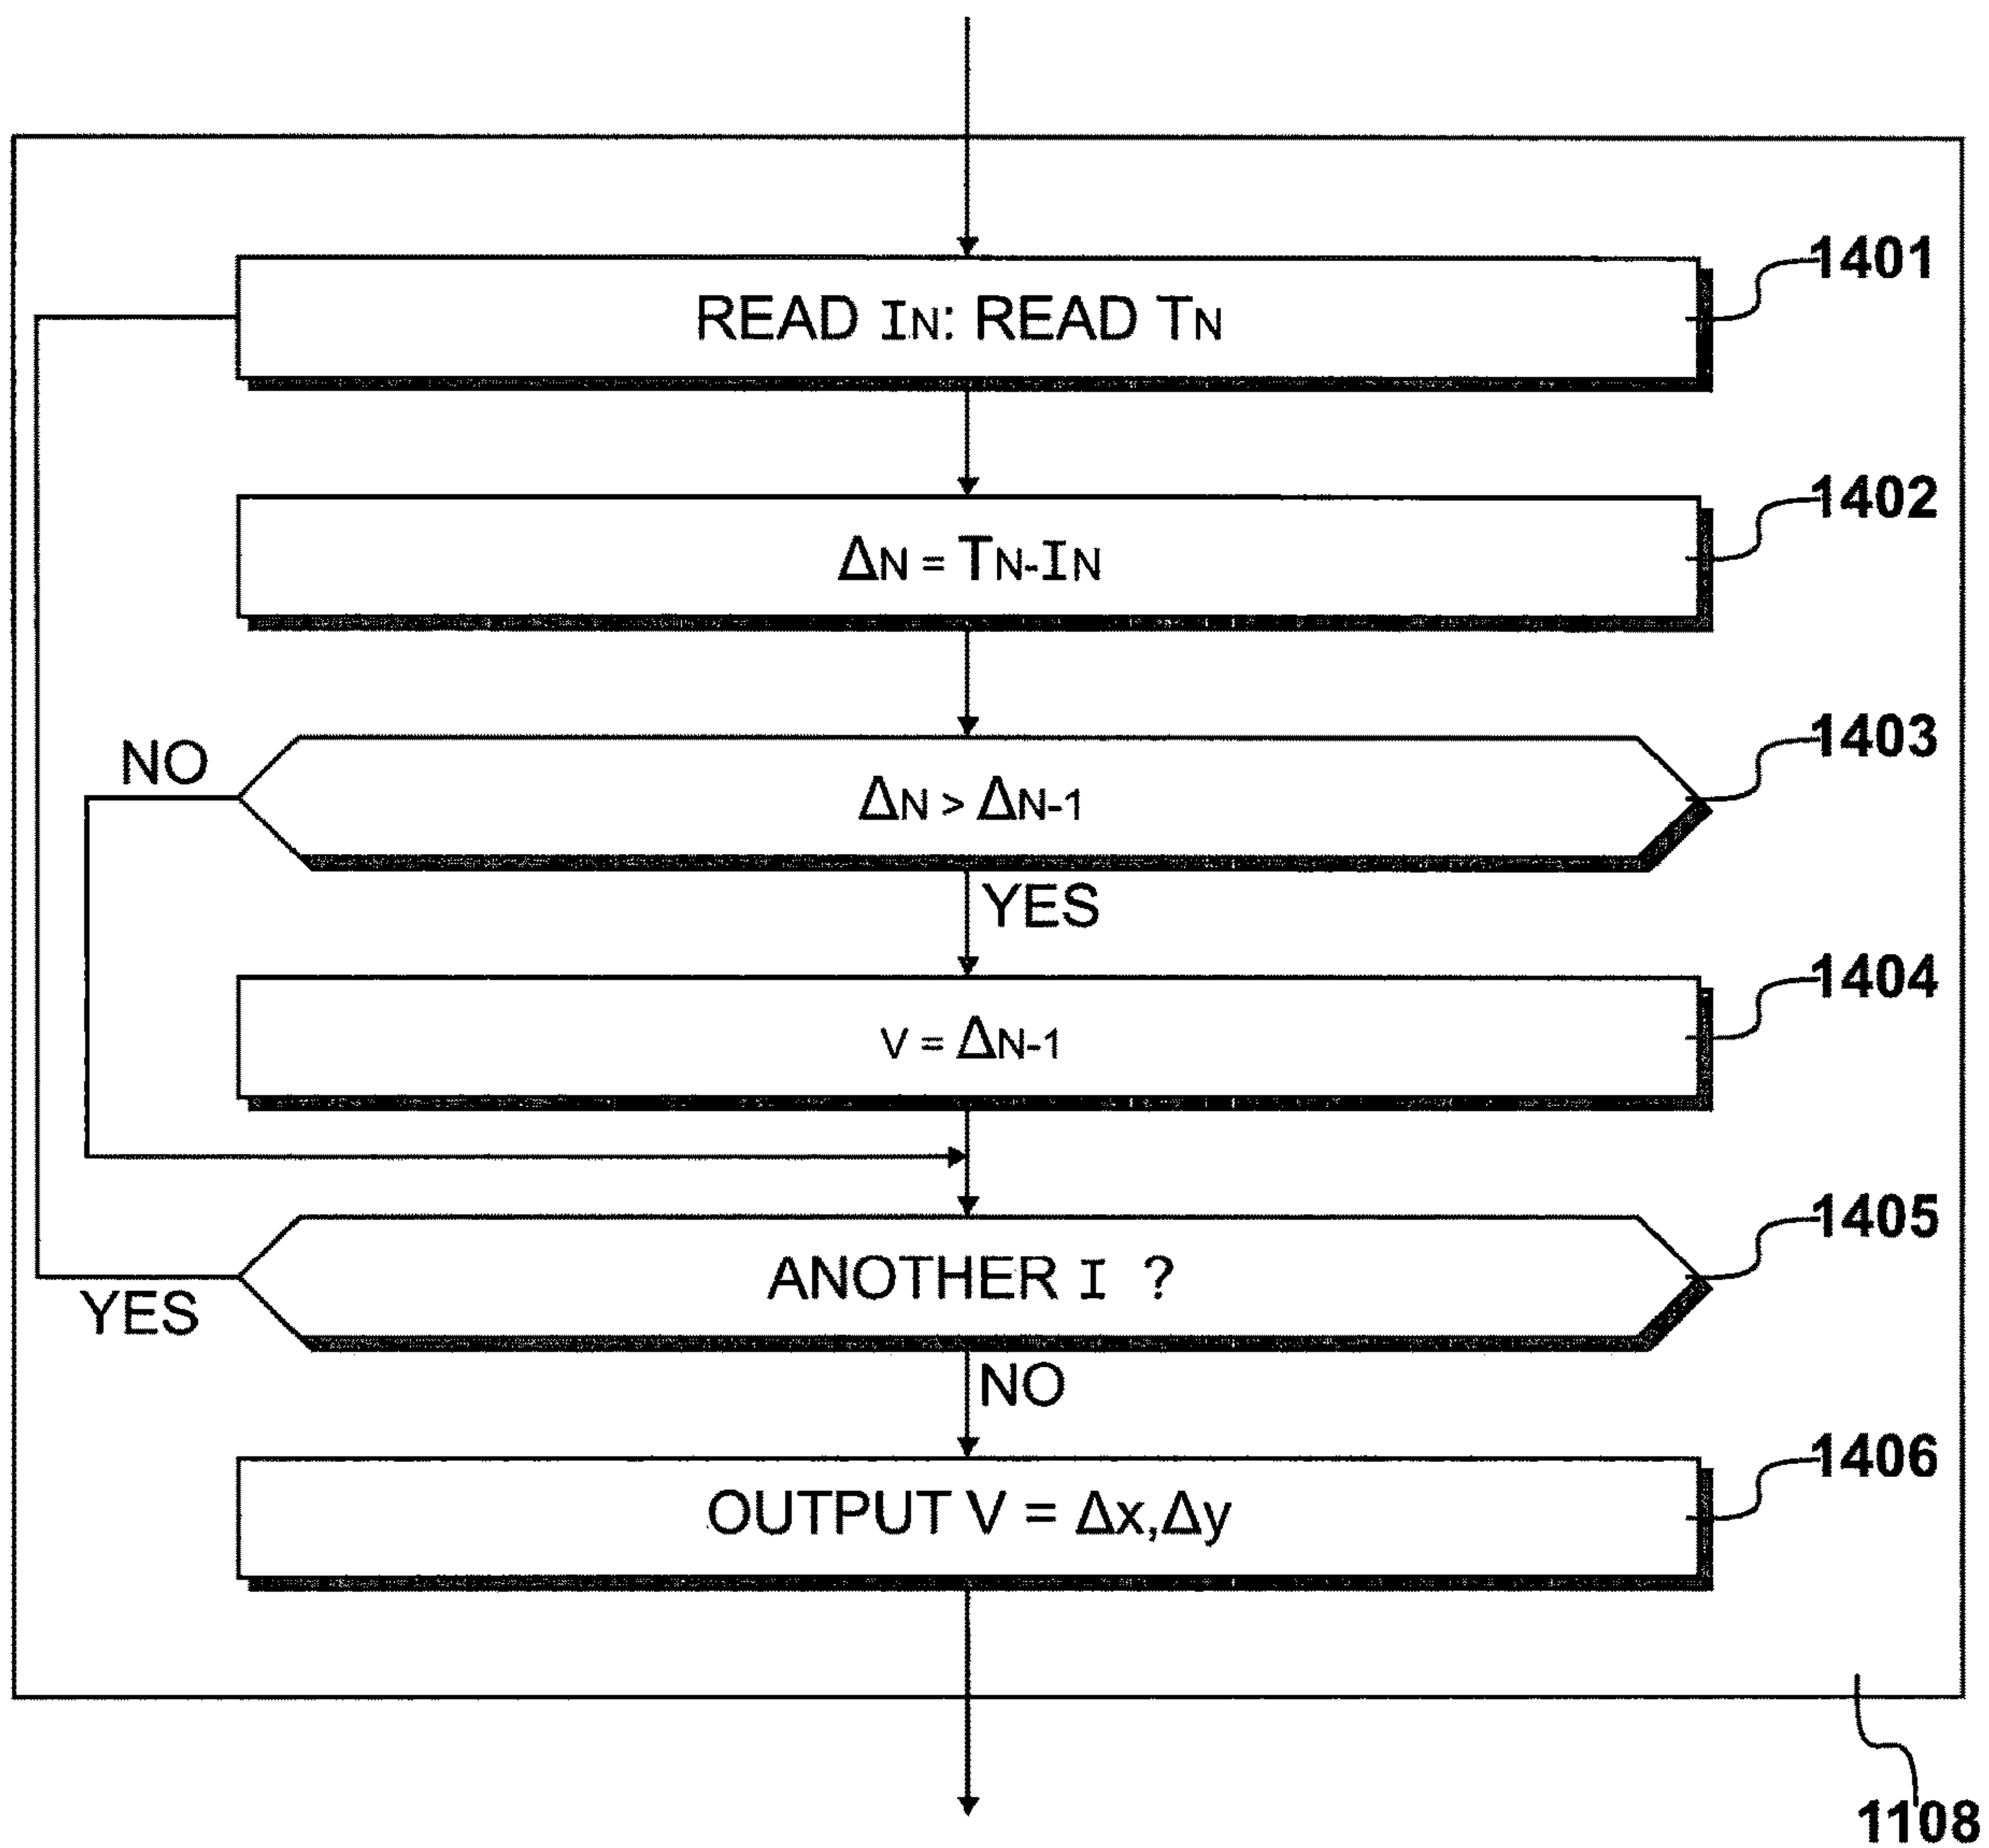 READ IN: READ TN
1401
ΔN = TN-IN
1402
NO
ΔN > ΔN-1
1403
YES
V = ΔN-1
1404
ANOTHER I ?
1405
YES
NO
OUTPUT V = Δx,Δy
1406
1108